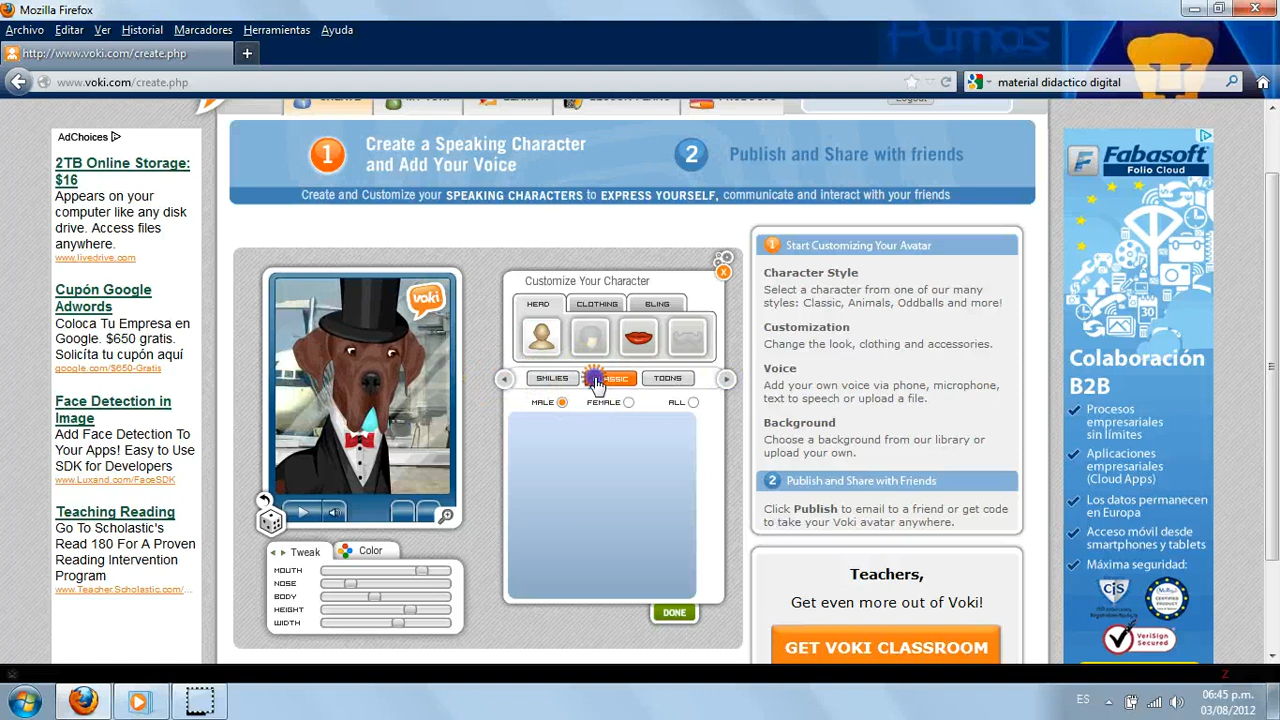 Mozilla Firefox
Archivo Editar Ver Historial Marcadores Herramientas Ayuda
Pumas
http://www.voki.com/create.php
www.voki.com/create.php
material didactico digital
Logout
1 Create a Speaking Character
and Add Your Voice
2 Publish and Share with friends
Create and Customize your SPEAKING CHARACTERS to EXPRESS YOURSELF, communicate and interact with your friends
AdChoices
2TB Online Storage:
$16
Appears on your
computer like any disk
drive. Access files
anywhere.
www.livedrive.com
Cupón Google
Adwords
Coloca Tu Empresa en
Google. $650 gratis.
Solicita tu cupón aquí
google.com/$650-Gratis
Face Detection in
Image
Add Face Detection To
Your Apps! Easy to Use
SDK for Developers
www.Luxand.com/FaceSDK
Teaching Reading
Go To Scholastic's
Read 180 For A Proven
Reading Intervention
Program
www.Teacher.Scholastic.com/...
voki
Tweak
Color
MOUTH
NOSE
BODY
HEIGHT
WIDTH
Customize Your Character
X
HEAD CLOTHING BLING
SMILIES
TOONS
MALE FEMALE ALL
DONE
1 Start Customizing Your Avatar
Character Style
Select a character from one of our many
styles: Classic, Animals, Oddballs and more!
Customization
Change the look, clothing and accessories.
Voice
Add your own voice via phone, microphone,
text to speech or upload a file.
Background
Choose a background from our library or
upload your own.
2 Publish and Share with Friends
Click Publish to email to a friend or get code
to take your Voki avatar anywhere.
Teachers,
Get even more out of Voki!
GET VOKI CLASSROOM
F Fabasoft
Folio Cloud
Colaboración
B2B
Procesos
empresariales
sin límites
Aplicaciones
empresariales
(Cloud Apps)
Los datos permanecen
en Europa
Acceso móvil desde
smartphones y tablets
Máxima seguridad:
VeriSign
Secured
Z
ES
06:45 p.m.
03/08/2012